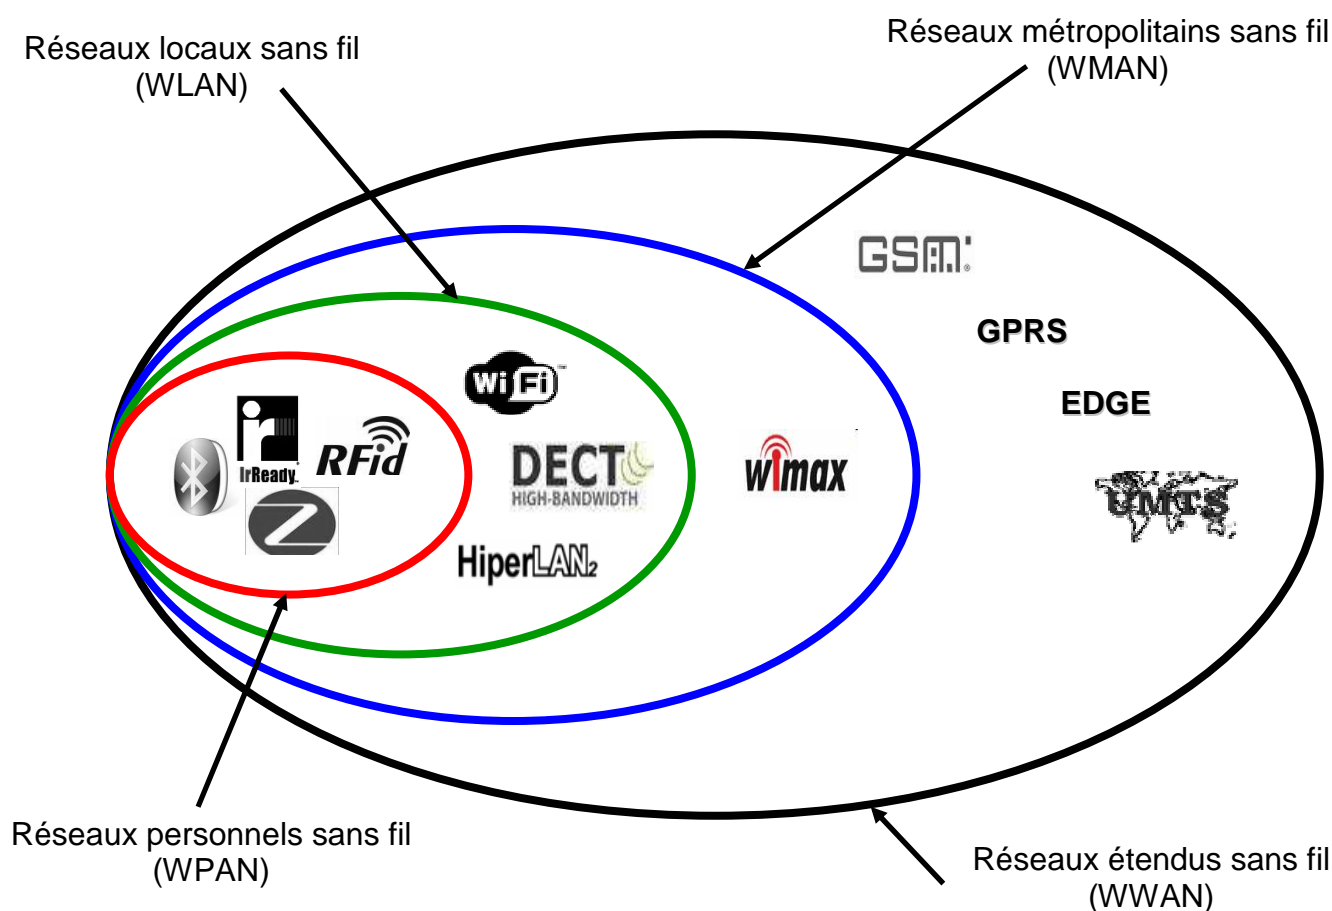 Réseaux locaux sans fil
(WLAN)
Réseaux métropolitains sans fil
(WMAN)
GSM
GPRS
EDGE
UMTS
WiFi
DECT
HIGH-BANDWIDTH
HiperLAN2
wimax
ir
IrReady
RFid
Z
Réseaux personnels sans fil
(WPAN)
Réseaux étendus sans fil
(WWAN)